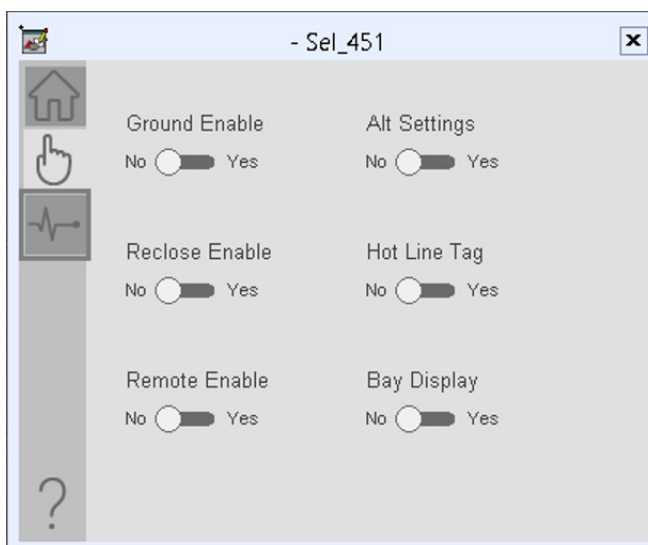 - Sel_451
Ground Enable Alt Settings
No Yes No Yes
Reclose Enable Hot Line Tag
No Yes No Yes
Remote Enable Bay Display
No Yes No Yes
?